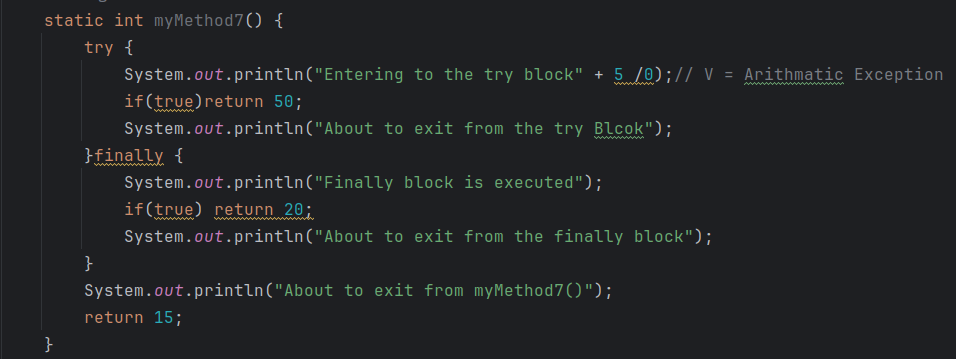 static int myMethod7() {
try {
System.out.println("Entering to the try block" + 5 /0);// V = Arithmatic Exception
if(true)return 50;
System.out.println("About to exit from the try Blcok");
}finally {
System.out.println("Finally block is executed");
if(true) return 20;
System.out.println("About to exit from the finally block");
}
System.out.println("About to exit from myMethod7()");
return 15;
}